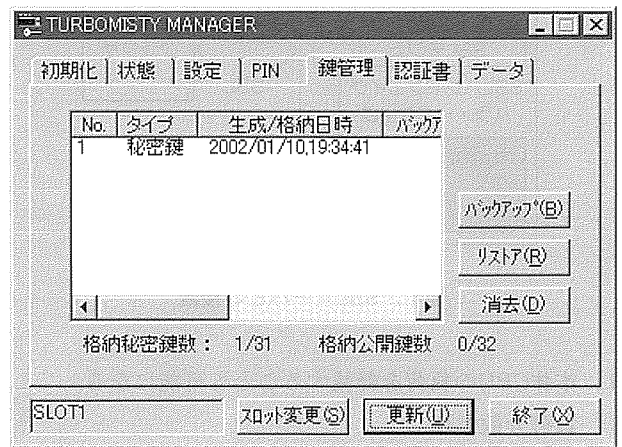 TURBOMISTY MANAGER
初期化 状態 設定 PIN 鍵管理 認証書 データ
No. タイプ 生成/格納日時 バックア
1 秘密鍵 2002/01/10,19:34:41
バックアップ(B)
リストア(R)
消去(D)
格納秘密鍵数： 1/31 格納公開鍵数 0/32
SLOT1 スロット変更(S) 更新(U) 終了(X)